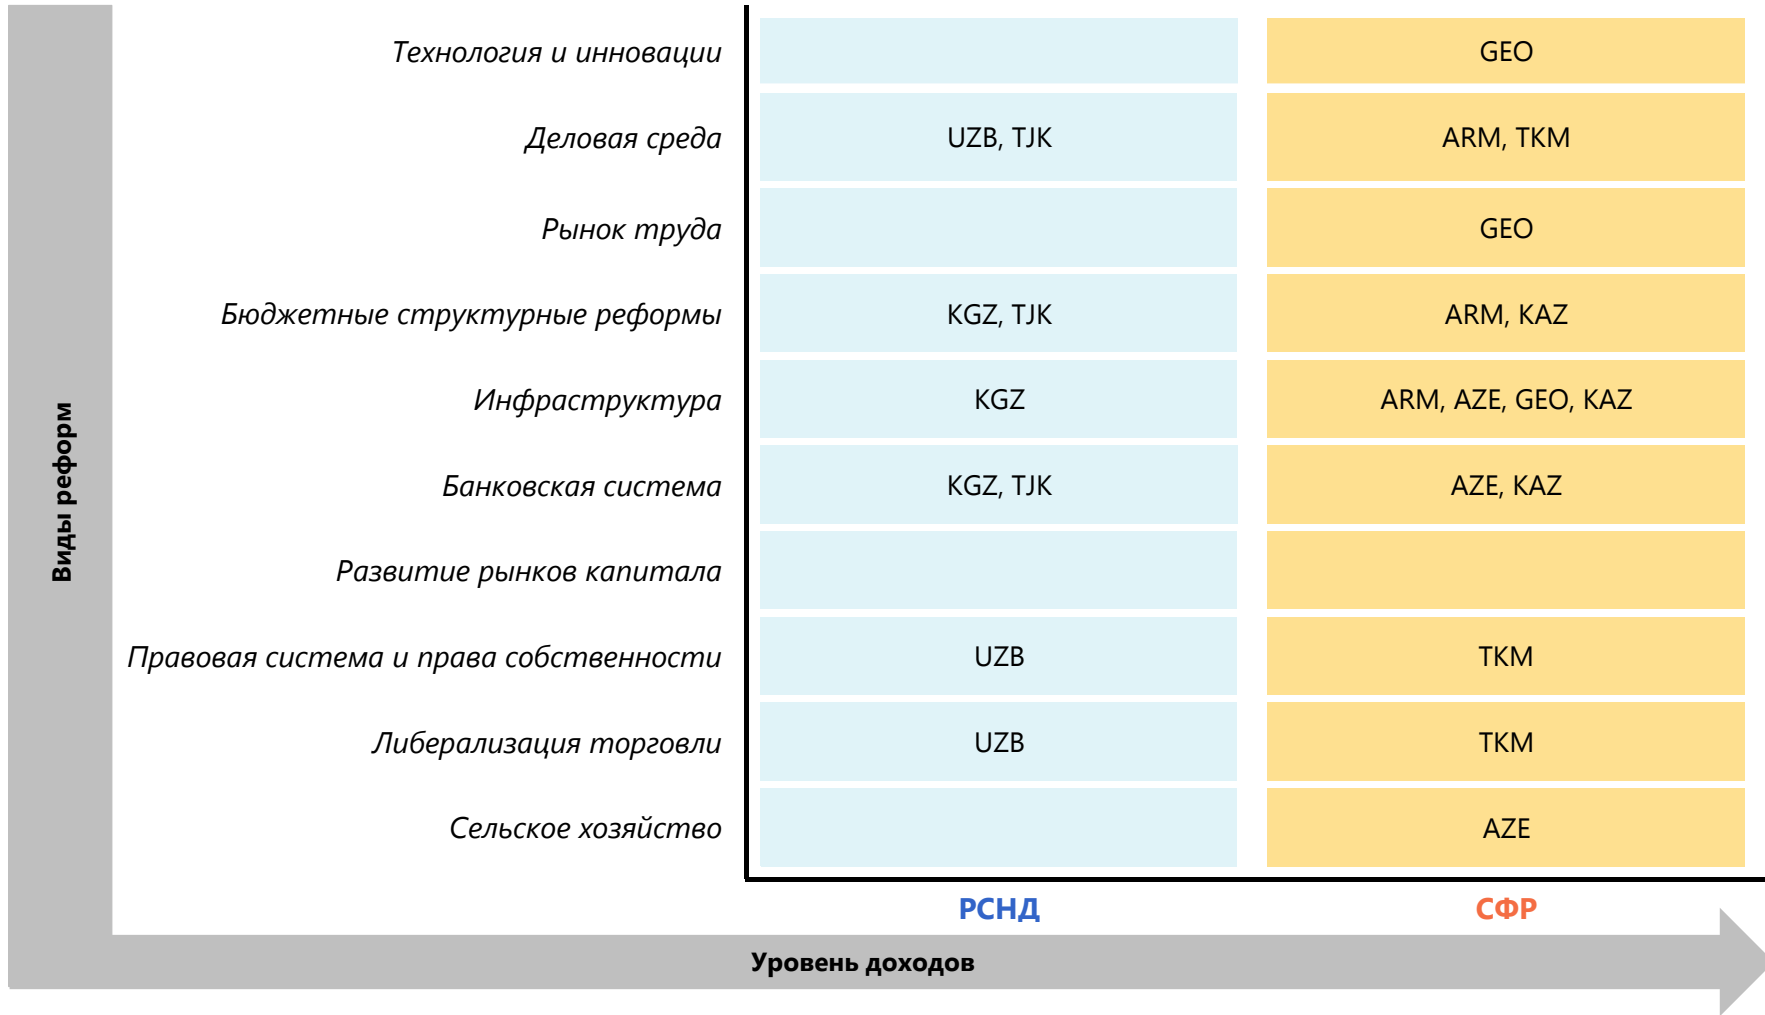 Технология и инновации
GEO
Деловая среда
UZB, TJK
ARM, TKM
Рынок труда
GEO
Бюджетные структурные реформы
KGZ, TJK
ARM, KAZ
Инфраструктура
KGZ
ARM, AZE, GEO, KAZ
Банковская система
KGZ, TJK
AZE, KAZ
Развитие рынков капитала
Правовая система и права собственности
UZB
TKM
Либерализация торговли
UZB
TKM
Сельское хозяйство
AZE
Виды реформ
РСНД
СФР
Уровень доходов